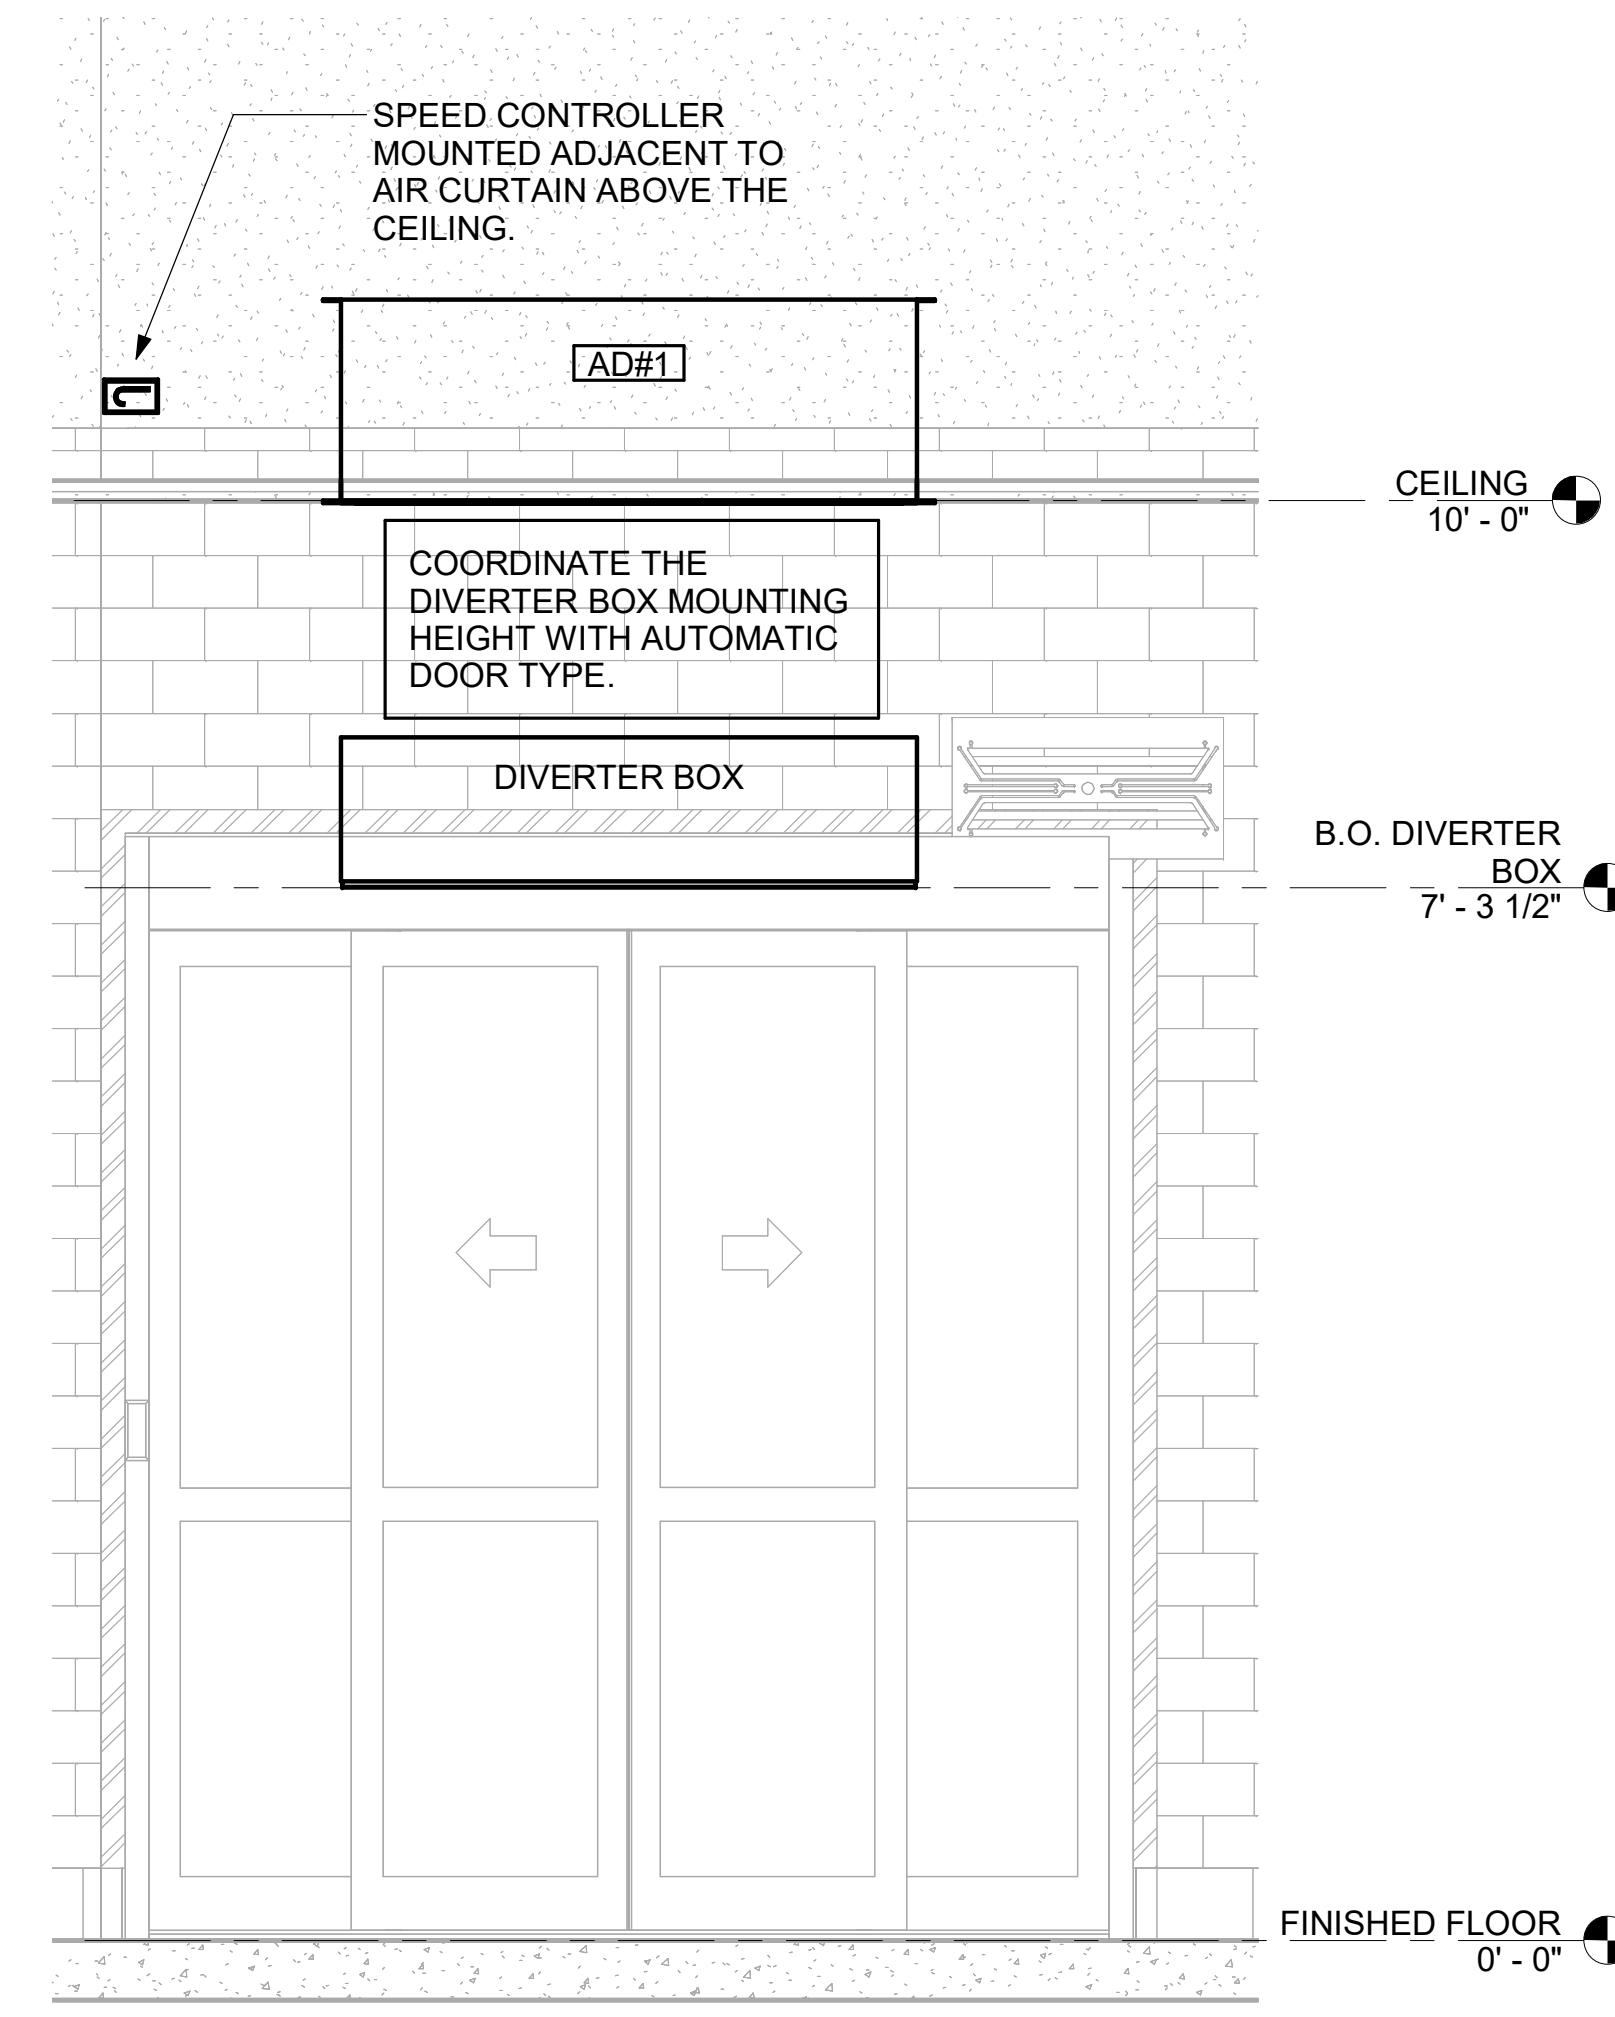 SPEED CONTROLLER
MOUNTED ADJACENT TO
AIR CURTAIN ABOVE THE
CEILING.
AD#1
CEILING
10' - 0"
COORDINATE THE
DIVERTER BOX MOUNTING
HEIGHT WITH AUTOMATIC
DOOR TYPE.
DIVERTER BOX
B.O. DIVERTER
BOX
7' - 3 1/2"
FINISHED FLOOR
0' - 0"